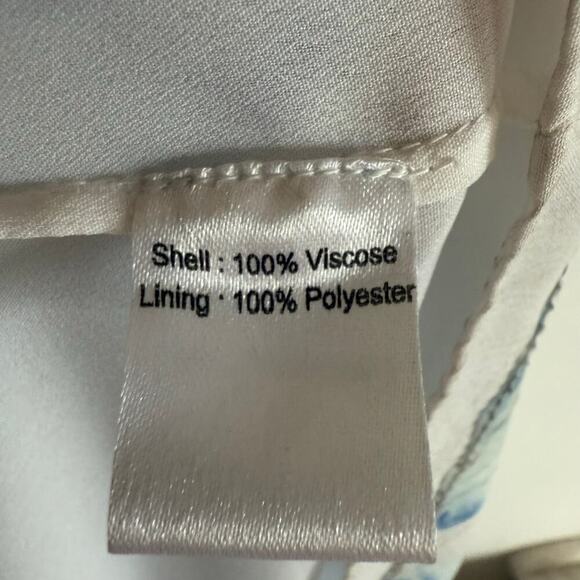 Shell : 100% Viscose
Lining : 100% Polyester